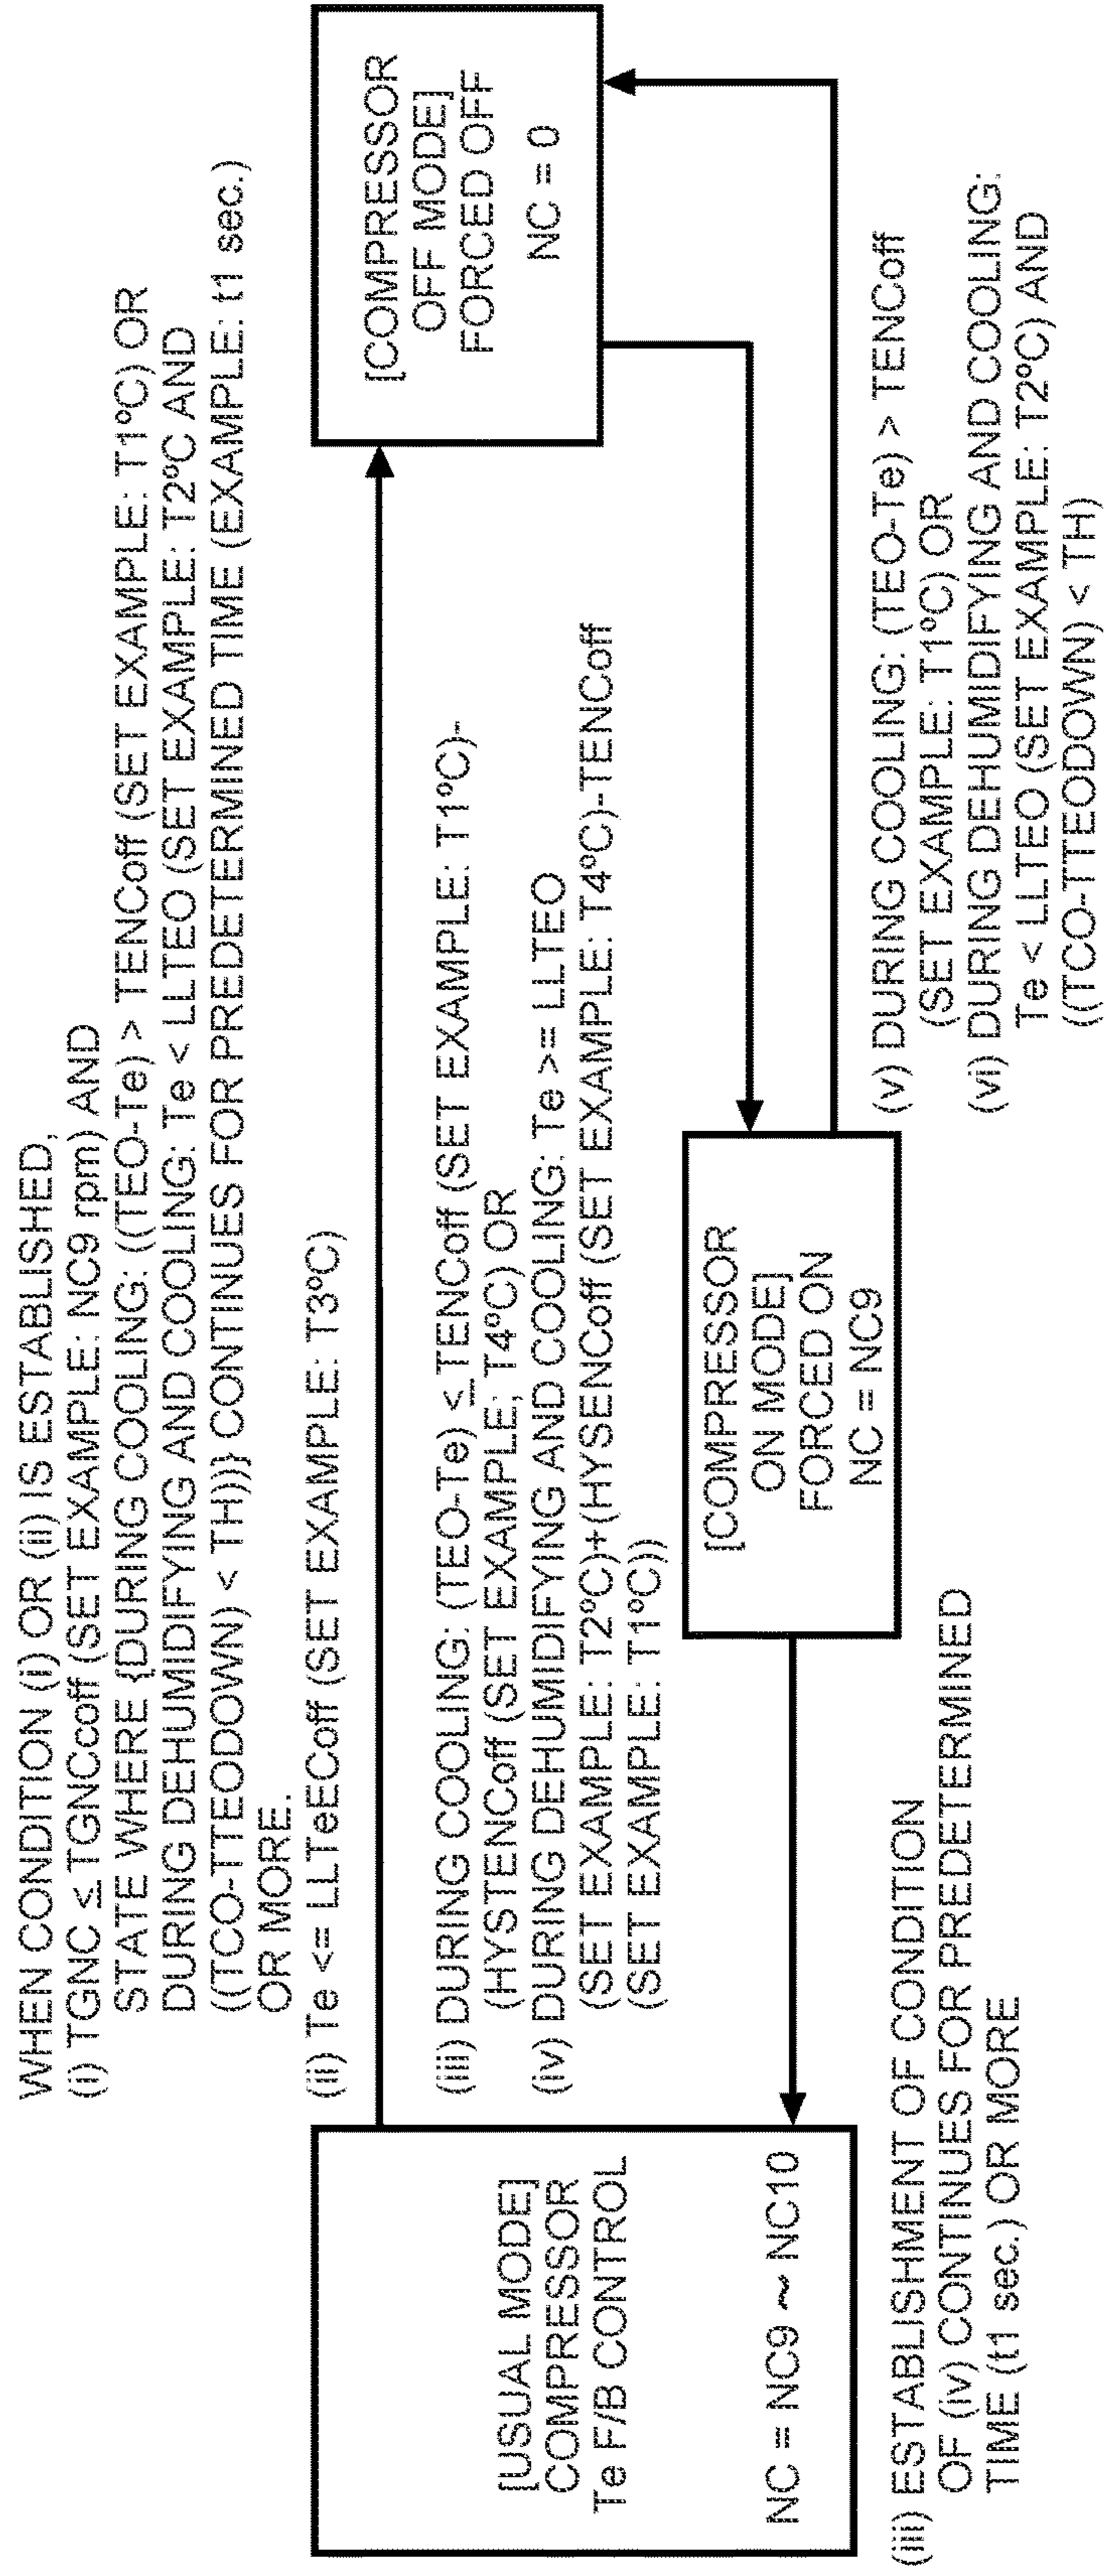 WHEN CONDITION (i) OR (ii) IS ESTABLISHED,
(i) TGNC ≤ TGNCcoff (SET EXAMPLE: NC9 rpm) AND
STATE WHERE {DURING COOLING: ((TEO-Te) > TENCoff (SET EXAMPLE: T1°C) OR
DURING DEHUMIDIFYING AND COOLING: Te < LLTEO (SET EXAMPLE: T2°C AND
((TCO-TTEODOWN) < TH))} CONTINUES FOR PREDETERMINED TIME (EXAMPLE: t1 sec.)
OR MORE.
(ii) Te <= LLTeECoff (SET EXAMPLE: T3°C)
[COMPRESSOR
OFF MODE]
FORCED OFF
NC = 0
(iii) DURING COOLING: (TEO-Te) ≤ TENCoff (SET EXAMPLE: T1°C)-
(HYSTENCoff (SET EXAMPLE; T4°C) OR
(iv) DURING DEHUMIDIFYING AND COOLING: Te >= LLTEO
(SET EXAMPLE: T2°C)+(HYSENCoff (SET EXAMPLE: T4°C)-TENCoff
(SET EXAMPLE: T1°C))
[USUAL MODE]
COMPRESSOR
Te F/B CONTROL
NC = NC9 ~ NC10
[COMPRESSOR
ON MODE]
FORCED ON
NC = NC9
(iii) ESTABLISHMENT OF CONDITION
OF (iv) CONTINUES FOR PREDETERMINED
TIME (t1 sec.) OR MORE
(v) DURING COOLING: (TEO-Te) > TENCoff
(SET EXAMPLE: T1°C) OR
(vi) DURING DEHUMIDIFYING AND COOLING:
Te < LLTEO (SET EXAMPLE: T2°C) AND
((TCO-TTEODOWN) < TH)